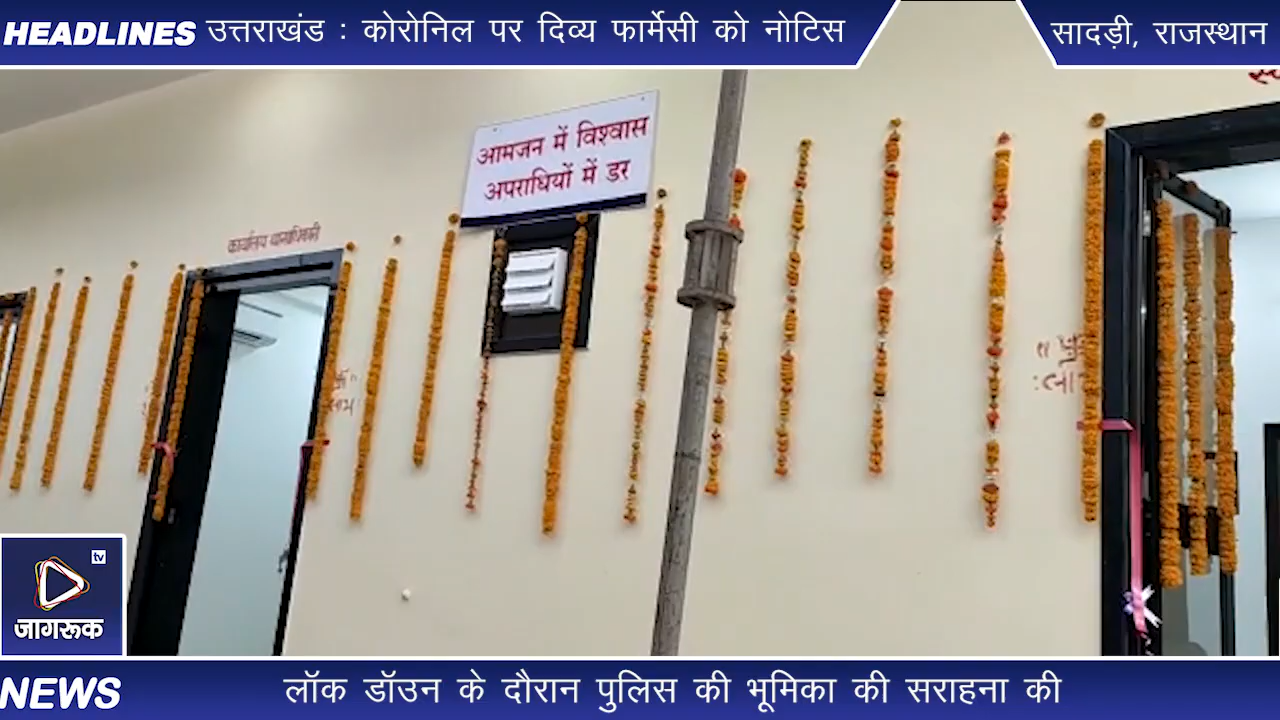 HEADLINES उत्तराखंड : कोरोनिल पर दिव्य फार्मेसी को नोटिस
सादड़ी, राजस्थान
आमजन में विश्वास
अपराधियों में डर
कार्यालय थानाधिकारी
tv
जागरूक
NEWS लॉक डॉउन के दौरान पुलिस की भूमिका की सराहना की